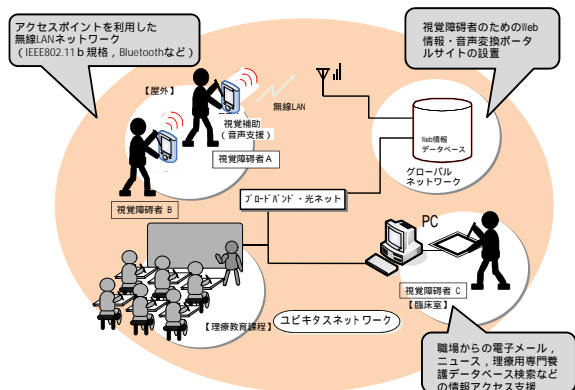 アクセスポイントを利用した
無線LANネットワーク
(IEEE802.11b規格,Bluetoothなど)
視覚障碍者のためのWeb
情報・音声変換ポータ
ルサイトの設置
【屋外】
無線LAN
視覚補助
(音声支援)
視覚障碍者A
視覚障碍者 B
Web情報
データベース
グローバル
ネットワーク
ブロードバンド・光ネット
PC
視覚障碍者 C
【臨床室】
【理療教育課程】
ユビキタスネットワーク
職場からの電子メール,
ニュース,理療用専門養
護データベース検索など
の情報アクセス支援